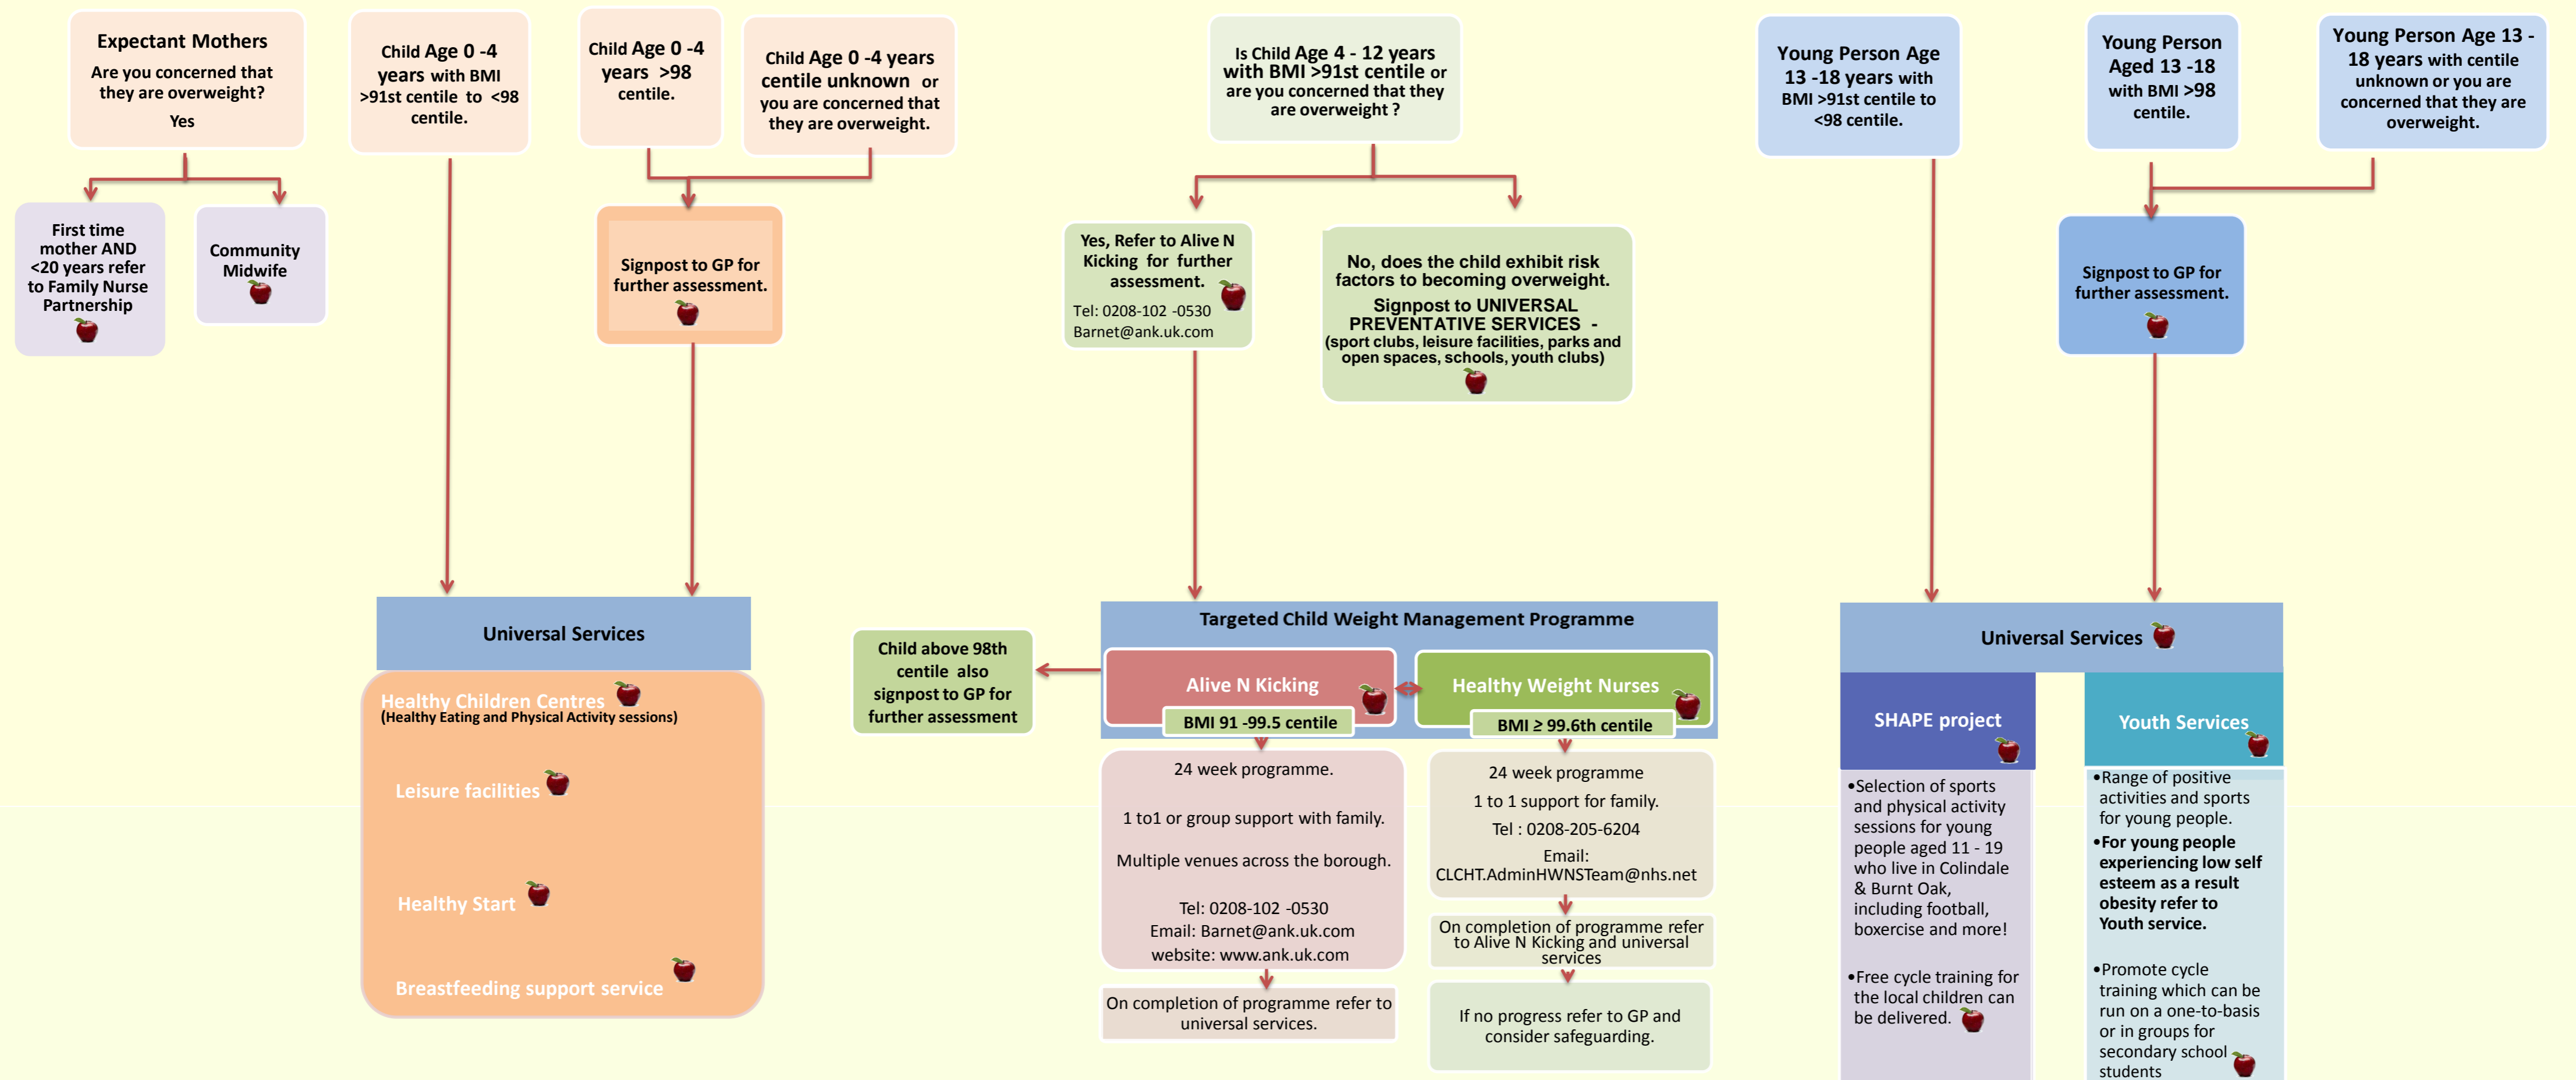 Expectant Mothers
Are you concerned that
they are overweight?
Yes
Child Age 0 -4
years with BMI
>91st centile to <98
centile.
Child Age 0 -4
years >98
centile.
Child Age 0 -4 years
centile unknown or
you are concerned that
they are overweight.
Is Child Age 4 - 12 years
with BMI >91st centile or
are you concerned that they
are overweight ?
Young Person Age
13 -18 years with
BMI >91st centile to
<98 centile.
Young Person
Aged 13 -18
with BMI >98
centile.
Young Person Age 13 -
18 years with centile
unknown or you are
concerned that they are
overweight.
First time
mother AND
<20 years refer
to Family Nurse
Partnership
Community
Midwife
Signpost to GP for
further assessment.
Yes, Refer to Alive N
Kicking for further
assessment.
Tel: 0208-102 -0530
Barnet@ank.uk.com
No, does the child exhibit risk
factors to becoming overweight.
Signpost to UNIVERSAL
PREVENTATIVE SERVICES -
(sport clubs, leisure facilities, parks and
open spaces, schools, youth clubs)
Signpost to GP for
further assessment.
Universal Services
Healthy Children Centres
(Healthy Eating and Physical Activity sessions)
Leisure facilities
Healthy Start
Breastfeeding support service
Child above 98th
centile also
signpost to GP for
further assessment
Targeted Child Weight Management Programme
Alive N Kicking
BMI 91 -99.5 centile
Healthy Weight Nurses
BMI ≥ 99.6th centile
24 week programme.
1 to1 or group support with family.
Multiple venues across the borough.
Tel: 0208-102 -0530
Email: Barnet@ank.uk.com
website: www.ank.uk.com
On completion of programme refer to
universal services.
24 week programme
1 to 1 support for family.
Tel : 0208-205-6204
Email:
CLCHT.AdminHWNSTeam@nhs.net
On completion of programme refer
to Alive N Kicking and universal
services
If no progress refer to GP and
consider safeguarding.
Universal Services
SHAPE project
•Selection of sports
and physical activity
sessions for young
people aged 11 - 19
who live in Colindale
& Burnt Oak,
including football,
boxercise and more!
•Free cycle training for
the local children can
be delivered.
Youth Services
•Range of positive
activities and sports
for young people.
•For young people
experiencing low self
esteem as a result
obesity refer to
Youth service.
•Promote cycle
training which can be
run on a one-to-basis
or in groups for
secondary school
students